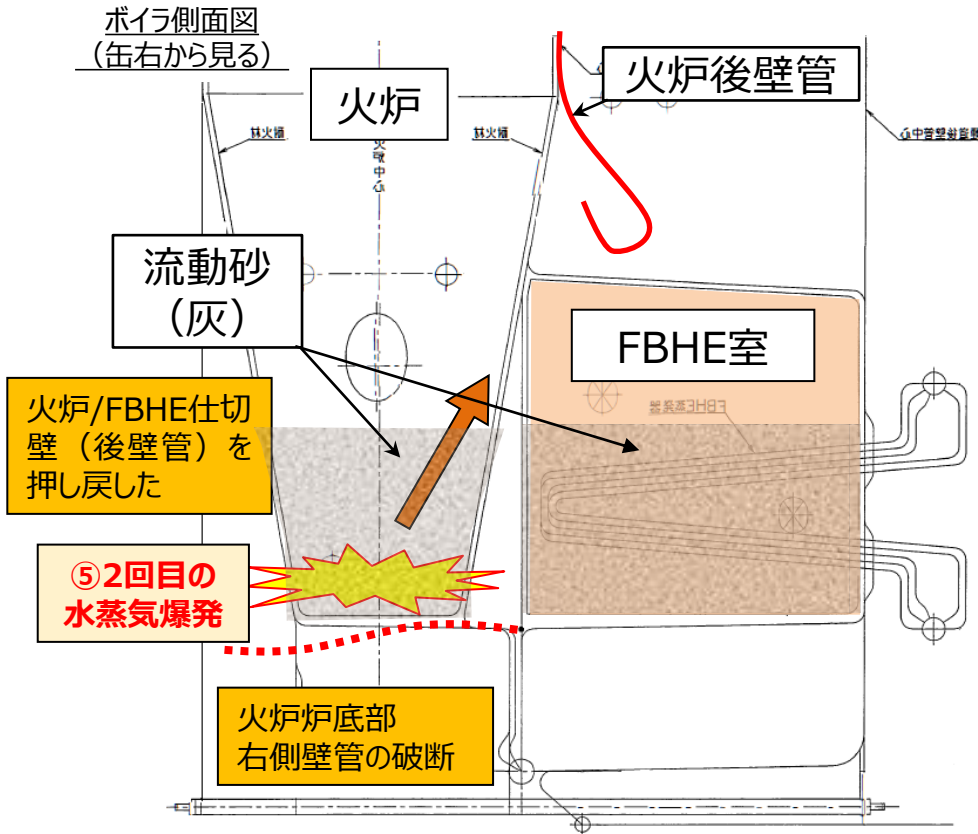 ボイラ側面図
（缶右から見る）
火炉
火炉後壁管
流動砂
（灰）
FBHE室
火炉/FBHE仕切
壁（後壁管）を
押し戻した
⑤2回目の
水蒸気爆発
火炉炉底部
右側壁管の破断